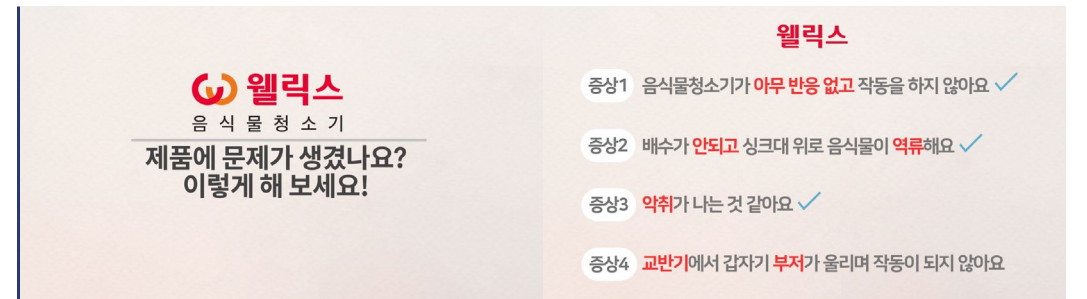 웰릭스
음식물청소기
제품에 문제가 생겼나요?
이렇게 해 보세요!
웰릭스
증상1 음식물청소기가 아무 반응 없고 작동을 하지 않아요
증상2 배수가 안되고 싱크대 위로 음식물이 역류해요
증상3 악취가 나는 것 같아요
증상4 교반기에서 갑자기 부저가 울리며 작동이 되지 않아요